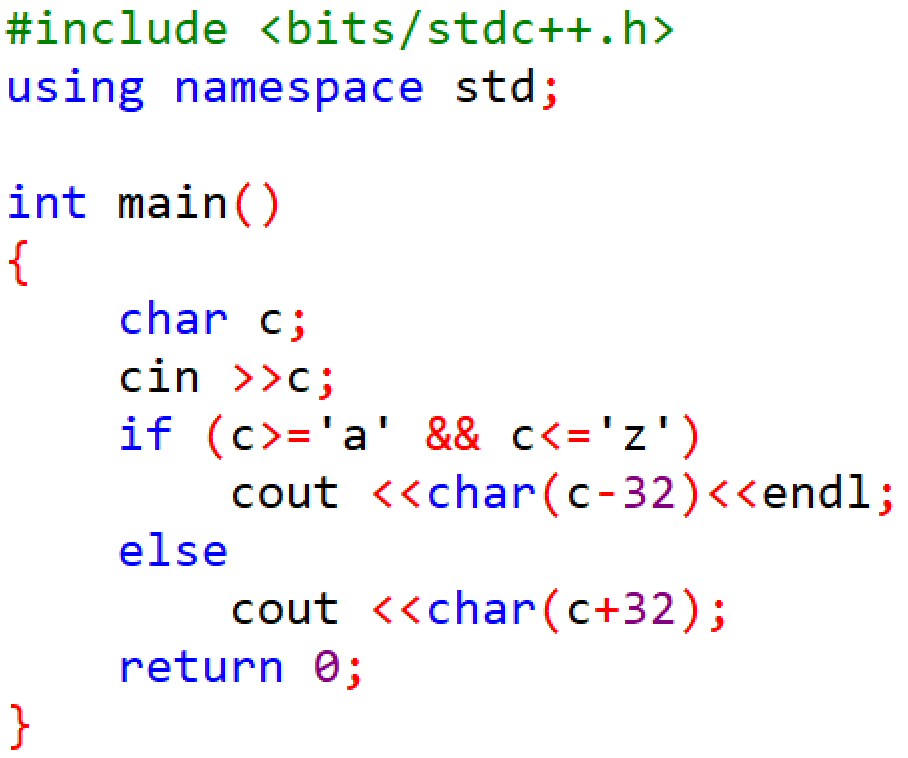 #include <bits/stdc++.h>
using namespace std;

int main()
{
    char c;
    cin >>c;
    if (c>='a' && c<='z')
        cout <<char(c-32)<<endl;
    else
        cout <<char(c+32);
    return 0;
}